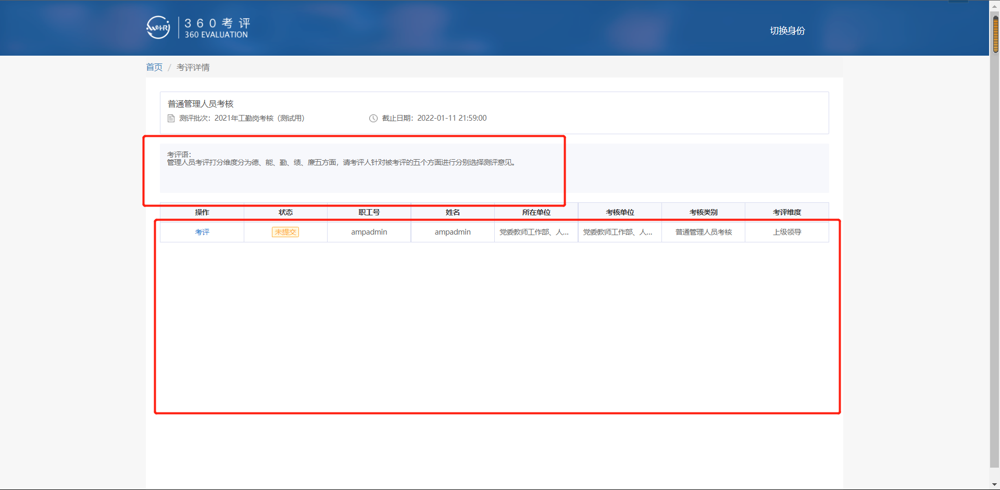 M&HR
360考评
360 EVALUATION
切换身份
首页 / 考评详情
普通管理人员考核
测评批次：2021年工勤岗考核（测试用）
截止日期：2022-01-11 21:59:00
考评语：
管理人员考评打分维度分为德、能、勤、绩、廉五方面，请考评人针对被考评的五个方面进行分别选择测评意见。
操作 状态 职工号 姓名 所在单位 考核单位 考核类别 考评维度
考评 未提交 ampadmin ampadmin 党委教师工作部、人... 党委教师工作部、人... 普通管理人员考核 上级领导